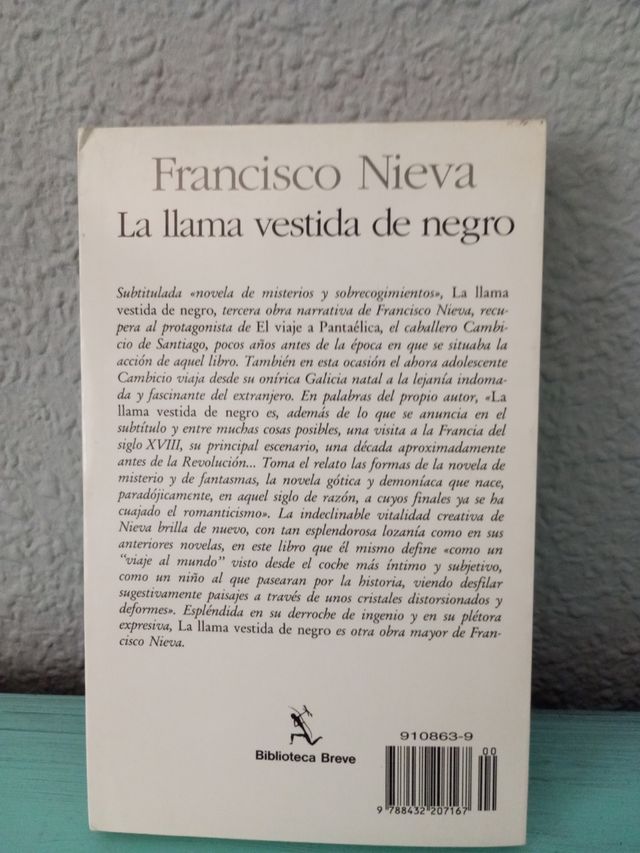 Francisco Nieva
La llama vestida de negro
Subtitulada «novela de misterios y sobrecogimientos», La llama
vestida de negro, tercera obra narrativa de Francisco Nieva, recu-
pera al protagonista de El viaje a Pantaélica, el caballero Cambi-
cio de Santiago, pocos años antes de la época en que se situaba la
acción de aquel libro. También en esta ocasión el ahora adolescente
Cambicio viaja desde su onírica Galicia natal a la lejanía indoma-
da y fascinante del extranjero. En palabras del propio autor, «La
llama vestida de negro es, además de lo que se anuncia en el
subtítulo y entre muchas cosas posibles, una visita a la Francia del
siglo XVIII, su principal escenario, una década aproximadamente
antes de la Revolución... Toma el relato las formas de la novela de
misterio y de fantasmas, la novela gótica y demoníaca que nace,
paradójicamente, en aquel siglo de razón, a cuyos finales ya se ha
cuajado el romanticismo». La indeclinable vitalidad creativa de
Nieva brilla de nuevo, con tan esplendorosa lozanía como en sus
anteriores novelas, en este libro que él mismo define «como un
“viaje al mundo” visto desde el coche más íntimo y subjetivo,
como un niño al que pasearan por la historia, viendo desfilar
sugestivamente paisajes a través de unos cristales distorsionados y
deformes». Espléndida en su derroche de ingenio y en su plétora
expresiva, La llama vestida de negro es otra obra mayor de Fran-
cisco Nieva.
Biblioteca Breve
910863-9
00
9 788432 207167